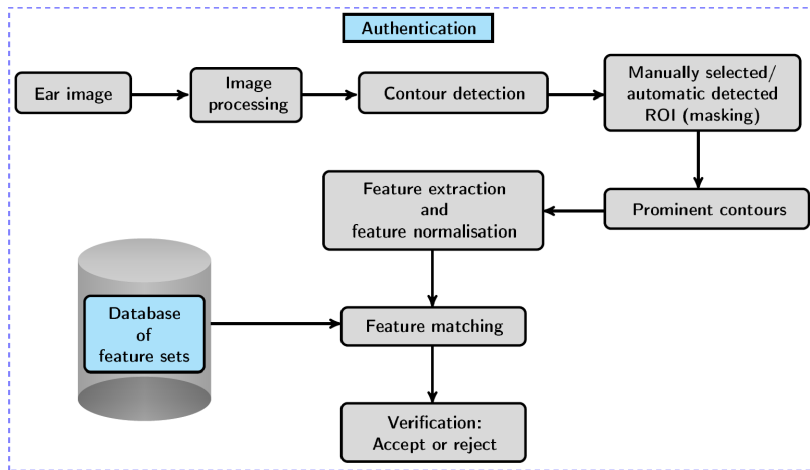 Authentication
Ear image
Image
processing
Contour detection
Manually selected/
automatic detected
ROI (masking)
Prominent contours
Feature extraction
and
feature normalisation
Database
of
feature sets
Feature matching
Verification:
Accept or reject